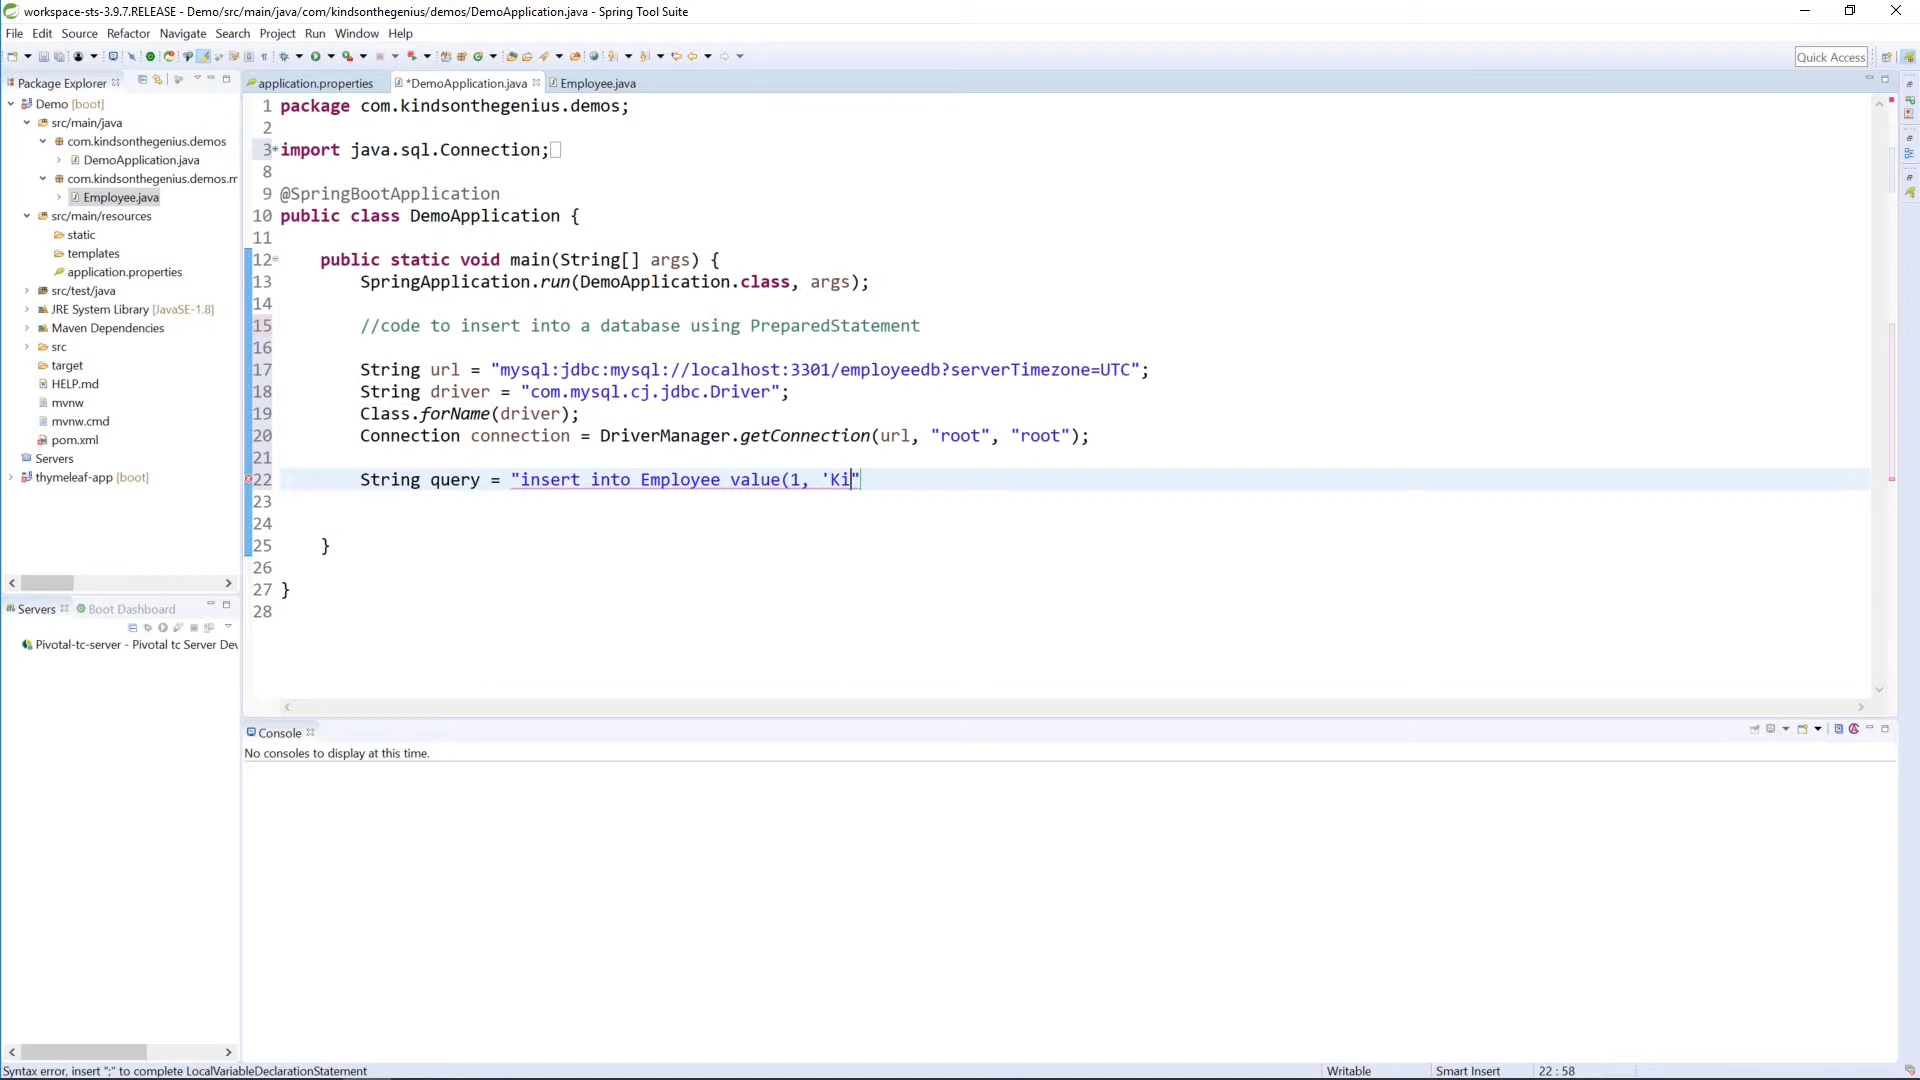 workspace-sts-3.9.7.RELEASE - Demo/src/main/java/com/kindsonthegenius/demos/DemoApplication.java - Spring Tool Suite
File Edit Source Refactor Navigate Search Project Run Window Help
Quick Access
Package Explorer
application.properties *DemoApplication.java Employee.java
Demo [boot]
src/main/java
com.kindsonthegenius.demos
DemoApplication.java
com.kindsonthegenius.demos.m
Employee.java
src/main/resources
static
templates
application.properties
src/test/java
JRE System Library [JavaSE-1.8]
Maven Dependencies
src
target
HELP.md
mvnw
mvnw.cmd
pom.xml
Servers
thymeleaf-app [boot]
Servers Boot Dashboard
Pivotal-tc-server - Pivotal tc Server Dev
1 package com.kindsonthegenius.demos;
2
3 import java.sql.Connection;
8
9 @SpringBootApplication
10 public class DemoApplication {
11
12 public static void main(String[] args) {
13 SpringApplication.run(DemoApplication.class, args);
14
15 //code to insert into a database using PreparedStatement
16
17 String url = "mysql:jdbc:mysql://localhost:3301/employeedb?serverTimezone=UTC";
18 String driver = "com.mysql.cj.jdbc.Driver";
19 Class.forName(driver);
20 Connection connection = DriverManager.getConnection(url, "root", "root");
21
22 String query = "insert into Employee value(1, 'Ki"
23
24
25 }
26
27 }
28
Console
No consoles to display at this time.
Syntax error, insert ";" to complete LocalVariableDeclarationStatement
Writable Smart Insert 22 : 58